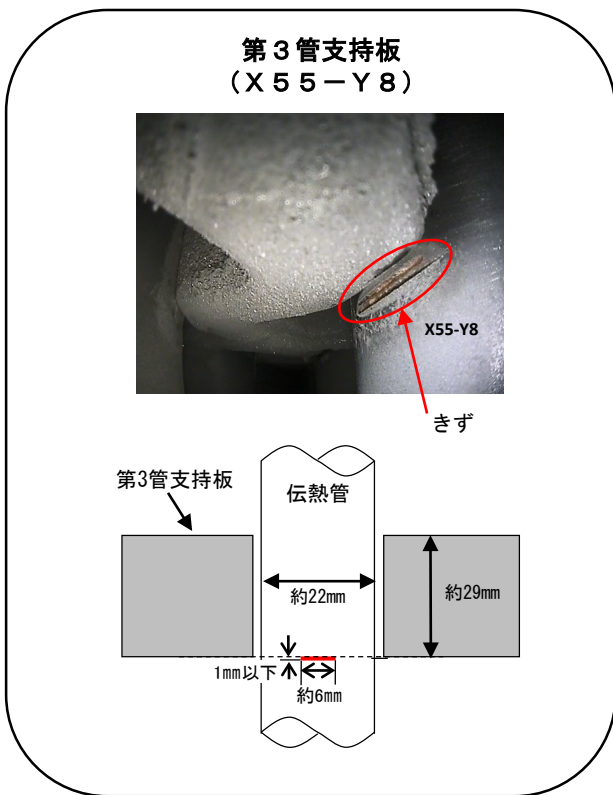 第３管支持板
（Ｘ５５－Ｙ８）
X55-Y8
きず
第3管支持板
伝熱管
約22mm
約29mm
1mm以下
約6mm